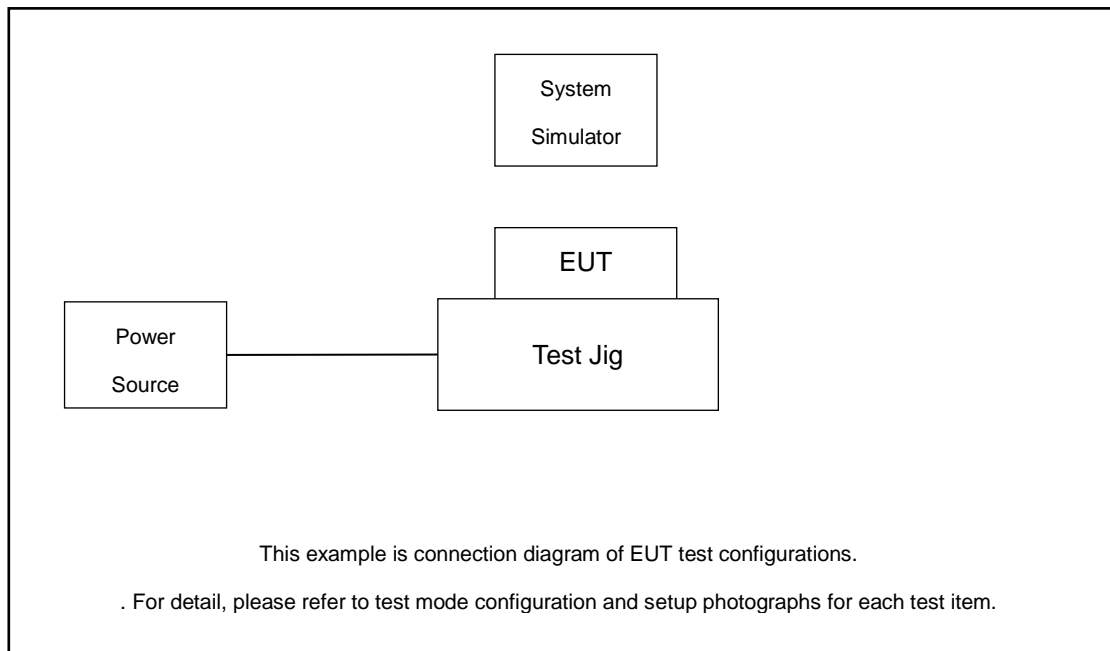 System
Simulator
EUT
Power
Source
Test Jig
This example is connection diagram of EUT test configurations.
. For detail, please refer to test mode configuration and setup photographs for each test item.